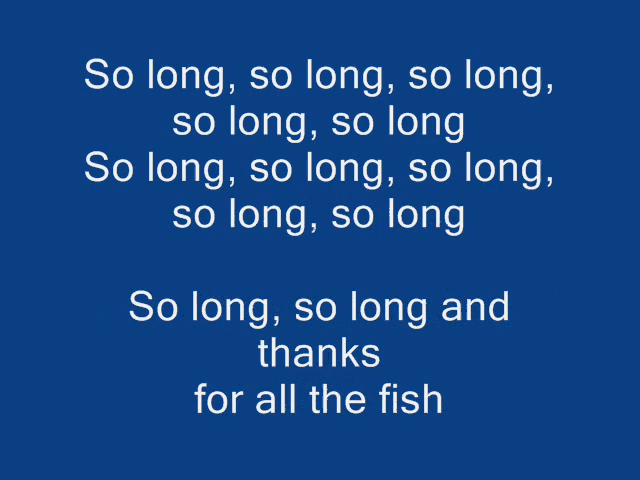 So long, so long, so long,
so long, so long
So long, so long, so long,
so long, so long
So long, so long and
thanks
for all the fish